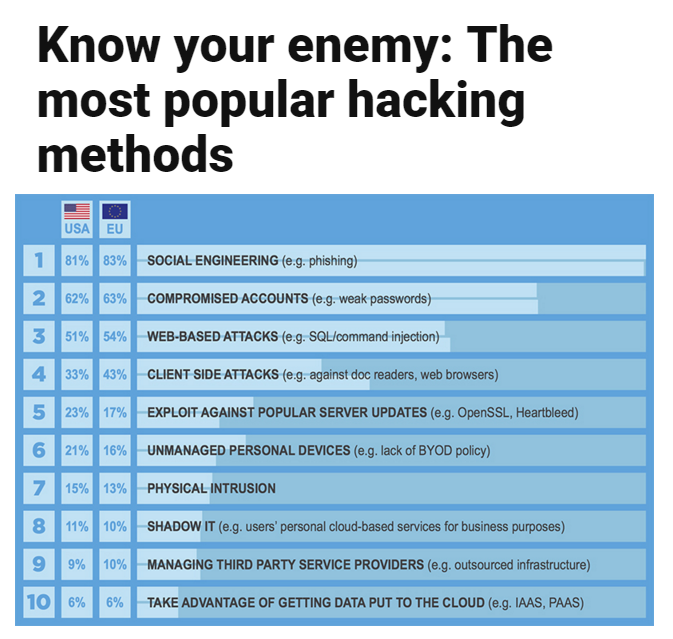 Know your enemy: The
most popular hacking
methods
USA EU
1 81% 83% SOCIAL ENGINEERING (e.g. phishing)
2 62% 63% COMPROMISED ACCOUNTS (e.g. weak passwords)
3 51% 54% WEB-BASED ATTACKS (e.g. SQL/command injection)
4 33% 43% CLIENT SIDE ATTACKS (e.g. against doc readers, web browsers)
5 23% 17% EXPLOIT AGAINST POPULAR SERVER UPDATES (e.g. OpenSSL, Heartbleed)
6 21% 16% UNMANAGED PERSONAL DEVICES (e.g. lack of BYOD policy)
7 15% 13% PHYSICAL INTRUSION
8 11% 10% SHADOW IT (e.g. users' personal cloud-based services for business purposes)
9 9% 10% MANAGING THIRD PARTY SERVICE PROVIDERS (e.g. outsourced infrastructure)
10 6% 6% TAKE ADVANTAGE OF GETTING DATA PUT TO THE CLOUD (e.g. IAAS, PAAS)